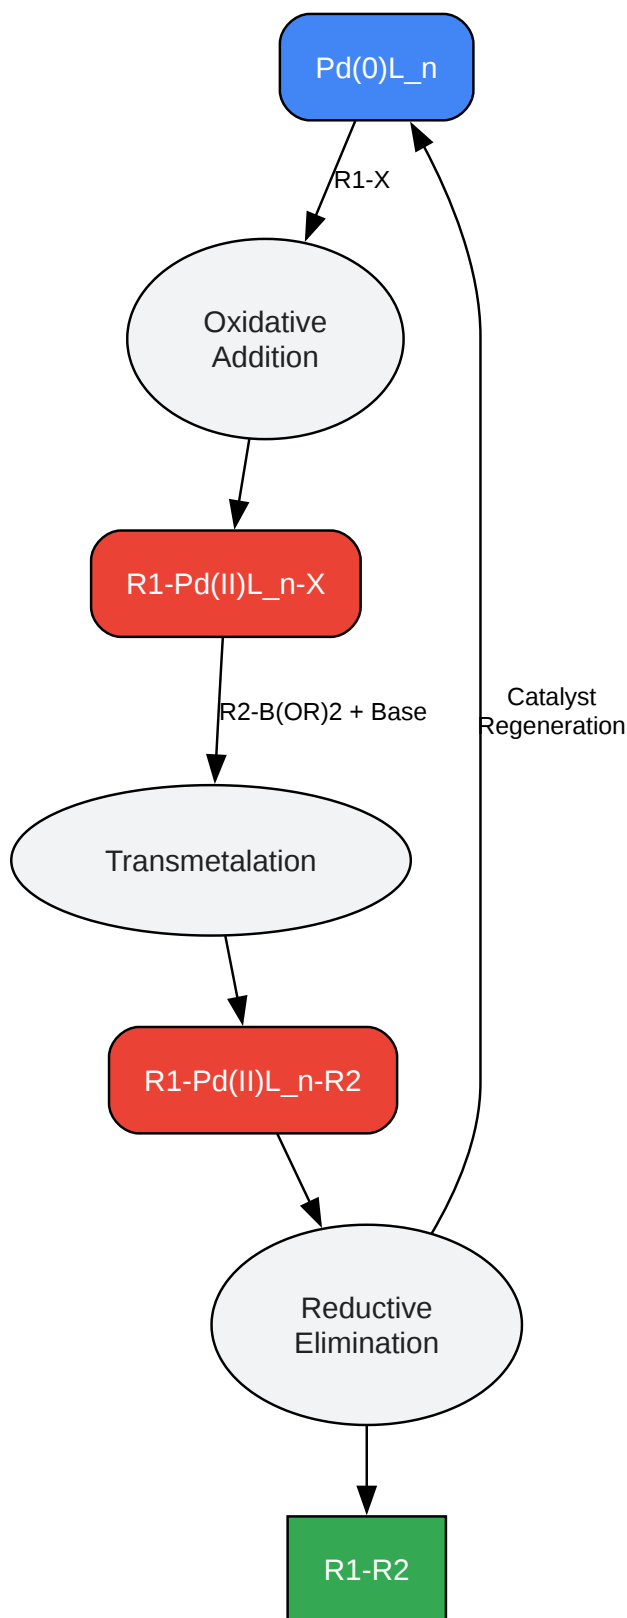 Pd(0)L_n
R1-X
Oxidative
Addition
R1-Pd(II)L_n-X
R2-B(OR)2 + Base
Catalyst
Regeneration
Transmetalation
R1-Pd(II)L_n-R2
Reductive
Elimination
R1-R2